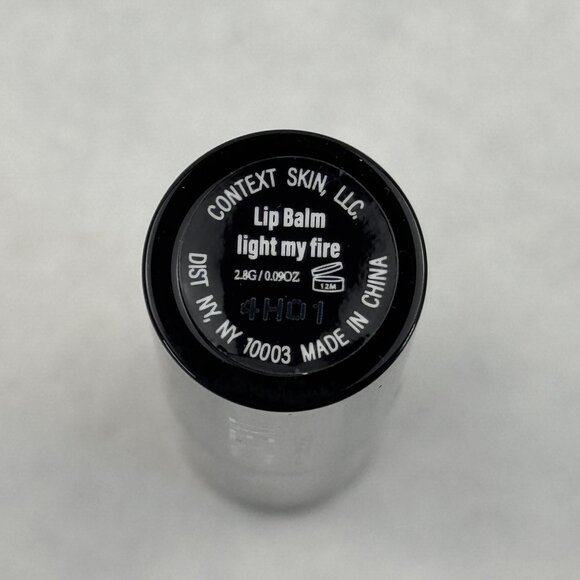 CONTEXT SKIN, LLC.
Lip Balm
light my fire
2.8G / 0.09OZ
12M
4H01
DIST NY, NY 10003 MADE IN CHINA